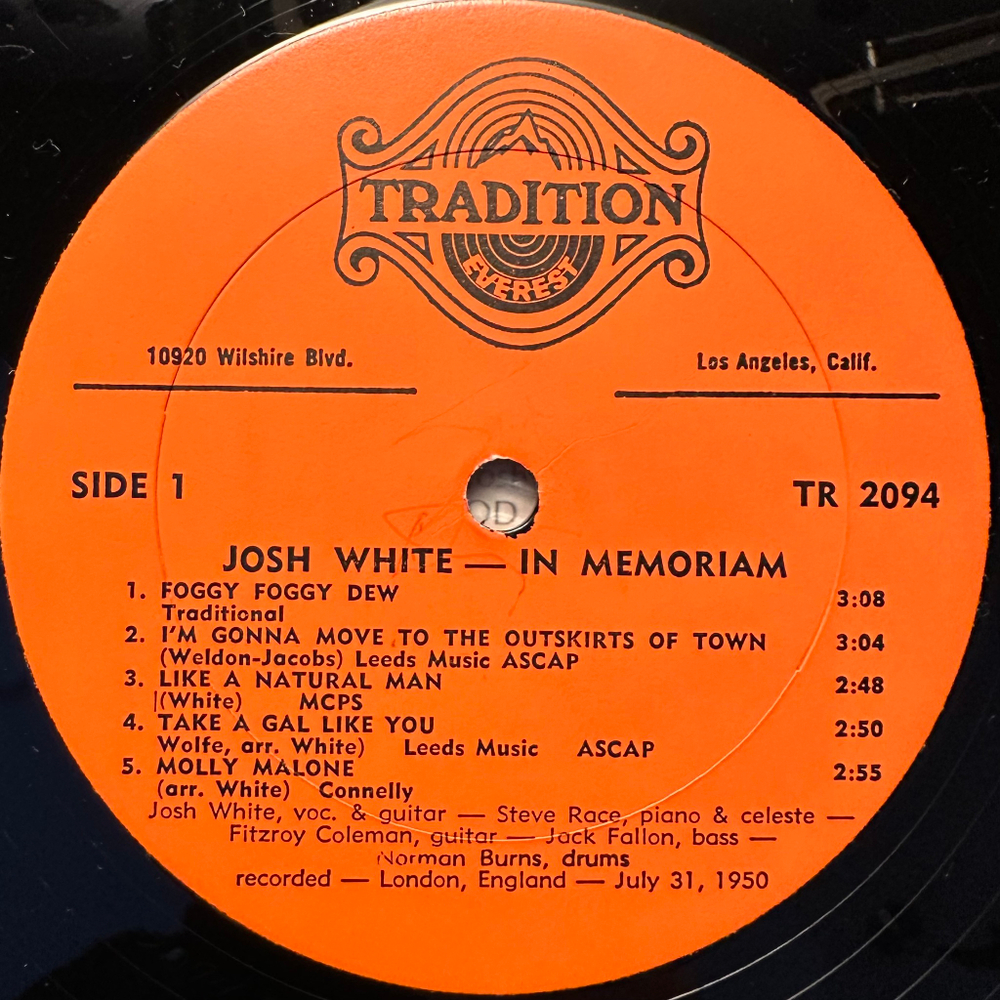 TRADITION
EVEREST
10920 Wilshire Blvd. Los Angeles, Calif.
SIDE 1 TR 2094
JOSH WHITE — IN MEMORIAM
1. FOGGY FOGGY DEW 3:08
Traditional
2. I'M GONNA MOVE TO THE OUTSKIRTS OF TOWN 3:04
(Weldon-Jacobs) Leeds Music ASCAP
3. LIKE A NATURAL MAN 2:48
(White) MCPS
4. TAKE A GAL LIKE YOU 2:50
Wolfe, arr. White) Leeds Music ASCAP
5. MOLLY MALONE 2:55
(arr. White) Connelly
Josh White, voc. & guitar — Steve Race, piano & celeste —
Fitzroy Coleman, guitar — Jack Fallon, bass —
Norman Burns, drums
recorded — London, England — July 31, 1950